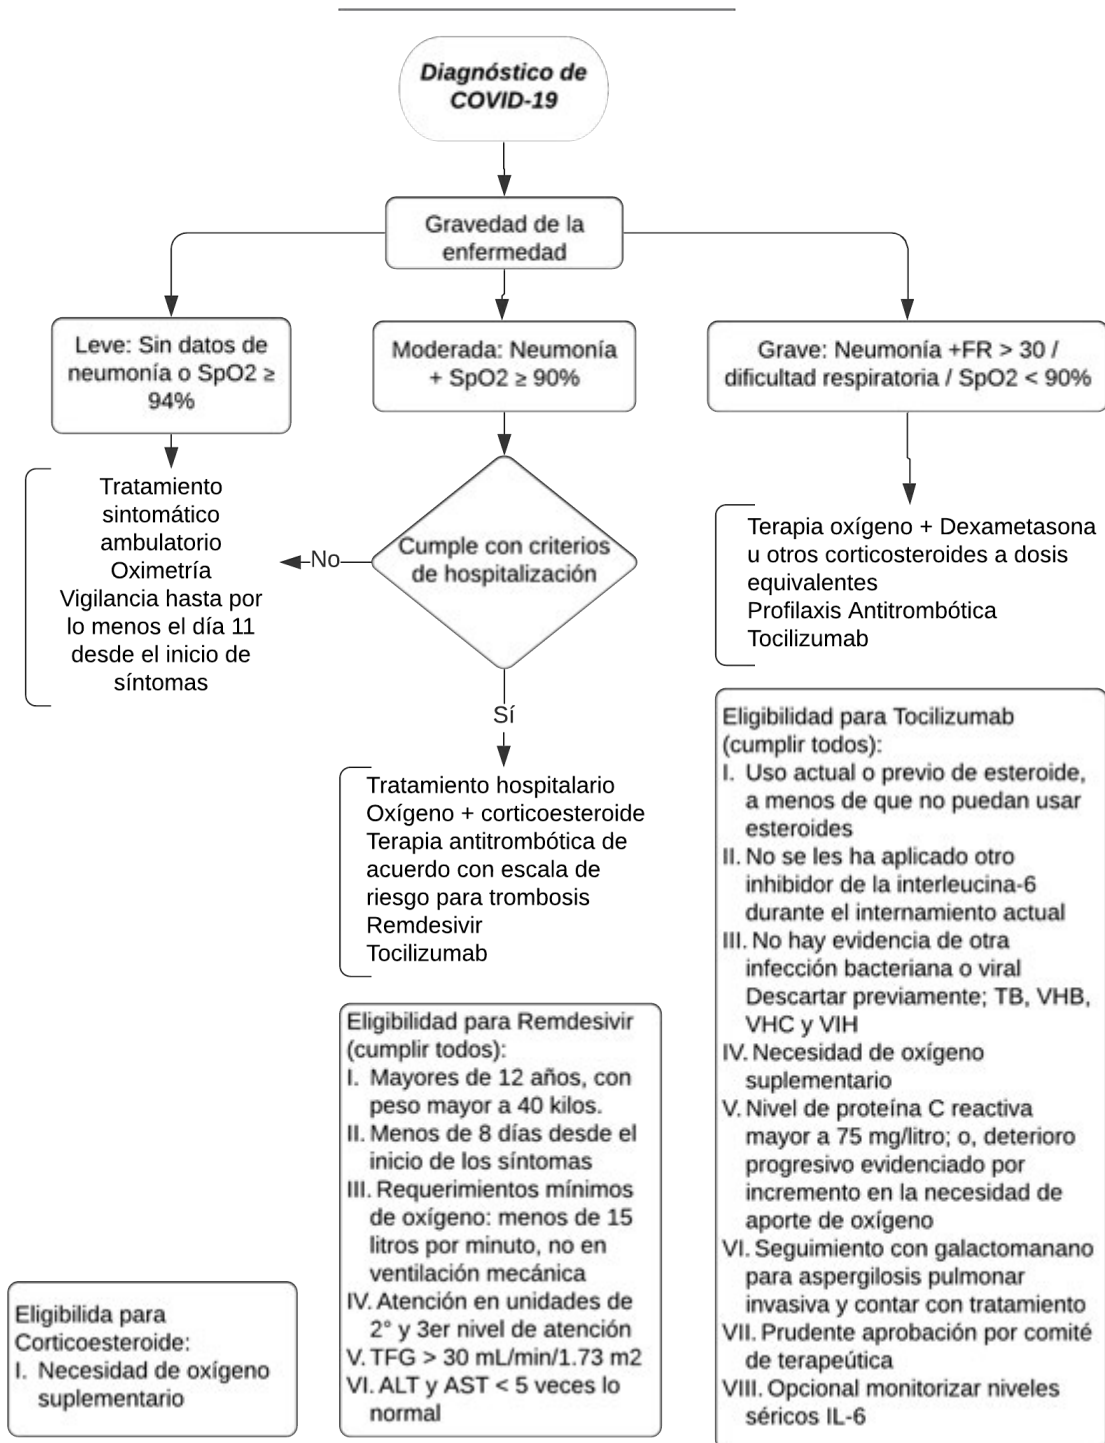 Diagnóstico de
COVID-19
Gravedad de la
enfermedad
Leve: Sin datos de
neumonía o SpO2 ≥
94%
Moderada: Neumonía
+ SpO2 ≥ 90%
Grave: Neumonía +FR > 30 /
dificultad respiratoria / SpO2 < 90%
Tratamiento
sintomático
ambulatorio
Oximetría
Vigilancia hasta por
lo menos el día 11
desde el inicio de
síntomas
No
Cumple con criterios
de hospitalización
Sí
Terapia oxígeno + Dexametasona
u otros corticosteroides a dosis
equivalentes
Profilaxis Antitrombótica
Tocilizumab
Tratamiento hospitalario
Oxígeno + corticoesteroide
Terapia antitrombótica de
acuerdo con escala de
riesgo para trombosis
Remdesivir
Tocilizumab
Eligibilida para
Corticoesteroide:
I. Necesidad de oxígeno
suplementario
Eligibilidad para Remdesivir
(cumplir todos):
I. Mayores de 12 años, con
peso mayor a 40 kilos.
II. Menos de 8 días desde el
inicio de los síntomas
III. Requerimientos mínimos
de oxígeno: menos de 15
litros por minuto, no en
ventilación mecánica
IV. Atención en unidades de
2° y 3er nivel de atención
V. TFG > 30 mL/min/1.73 m2
VI. ALT y AST < 5 veces lo
normal
Eligibilidad para Tocilizumab
(cumplir todos):
I. Uso actual o previo de esteroide,
a menos de que no puedan usar
esteroides
II. No se les ha aplicado otro
inhibidor de la interleucina-6
durante el internamiento actual
III. No hay evidencia de otra
infección bacteriana o viral
Descartar previamente; TB, VHB,
VHC y VIH
IV. Necesidad de oxígeno
suplementario
V. Nivel de proteína C reactiva
mayor a 75 mg/litro; o, deterioro
progresivo evidenciado por
incremento en la necesidad de
aporte de oxígeno
VI. Seguimiento con galactomanano
para aspergilosis pulmonar
invasiva y contar con tratamiento
VII. Prudente aprobación por comité
de terapeútica
VIII. Opcional monitorizar niveles
séricos IL-6